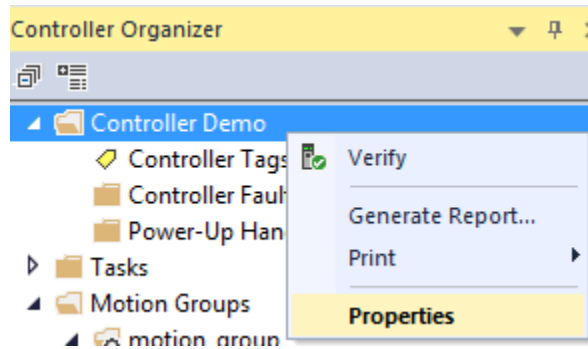 Controller Organizer
Controller Demo
Controller Tags
Verify
Controller Faul
Generate Report...
Power-Up Han
Print
Tasks
Motion Groups
Properties
motion_group